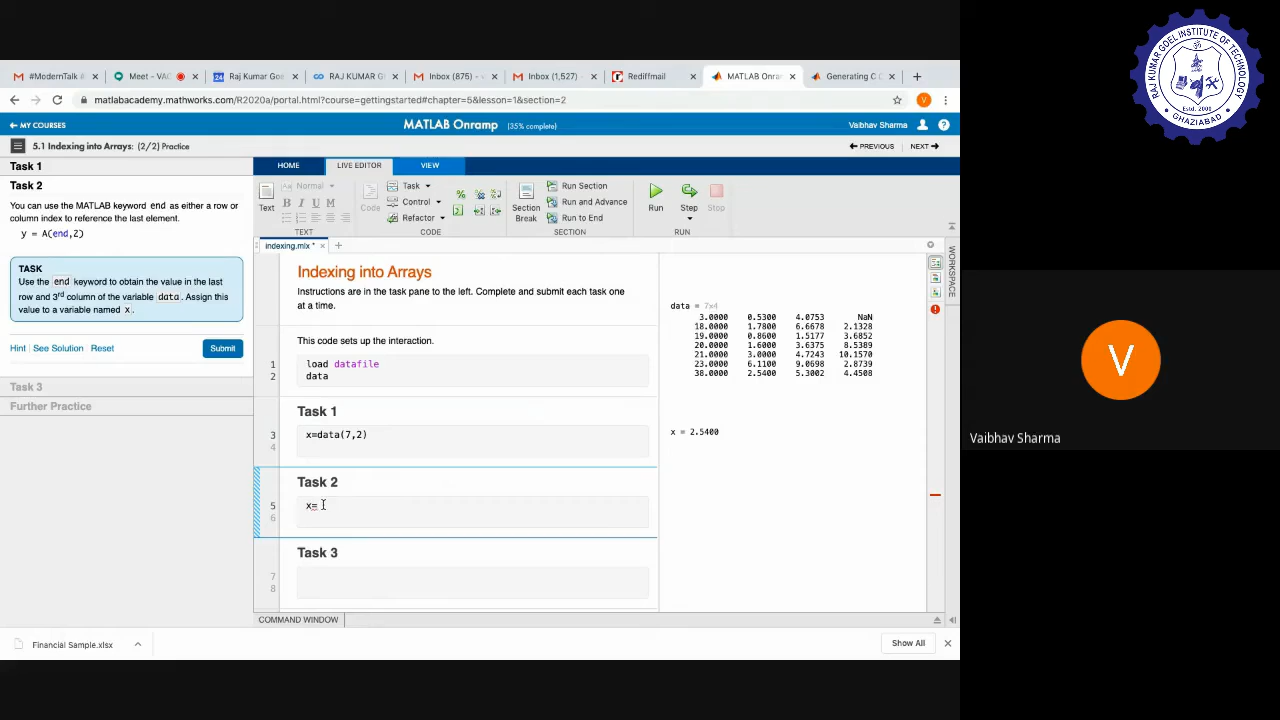 #ModernTalk #
Meet – VAC
Raj Kumar Goe
RAJ KUMAR G
Inbox (875) - v
Inbox (1,527) -
Rediffmail
MATLAB Onra
Generating C C
matlabacademy.mathworks.com/R2020a/portal.html?course=gettingstarted#chapter=5&lesson=1&section=2
V
MY COURSES
MATLAB Onramp (35% complete)
Vaibhav Sharma
5.1 Indexing into Arrays: (2/2) Practice
PREVIOUS
NEXT
Task 1
Task 2
You can use the MATLAB keyword end as either a row or
column index to reference the last element.
y = A(end,2)
TASK
Use the end keyword to obtain the value in the last
row and 3rd column of the variable data. Assign this
value to a variable named x.
Hint
See Solution
Reset
Submit
Task 3
Further Practice
HOME
LIVE EDITOR
VIEW
Text
Normal
B I U M
TEXT
Code
Task
Control
Refactor
CODE
Section
Break
Run Section
Run and Advance
Run to End
SECTION
Run
Step
Stop
RUN
indexing.mlx *
WORKSPACE
Indexing into Arrays
Instructions are in the task pane to the left. Complete and submit each task one
at a time.
This code sets up the interaction.
1 load datafile
2 data
Task 1
3 x=data(7,2)
4
Task 2
5 x=
6
Task 3
7
8
data = 7x4
3.0000 0.5300 4.0753 NaN
18.0000 1.7800 6.6678 2.1328
19.0000 0.8600 1.5177 3.6852
20.0000 1.6000 3.6375 8.5389
21.0000 3.0000 4.7243 10.1570
23.0000 6.1100 9.0698 2.8739
38.0000 2.5400 5.3002 4.4508
x = 2.5400
COMMAND WINDOW
Financial Sample.xlsx
Show All
RAJ KUMAR GOEL INSTITUTE OF TECHNOLOGY
Estd. 2000
GHAZIABAD
V
Vaibhav Sharma